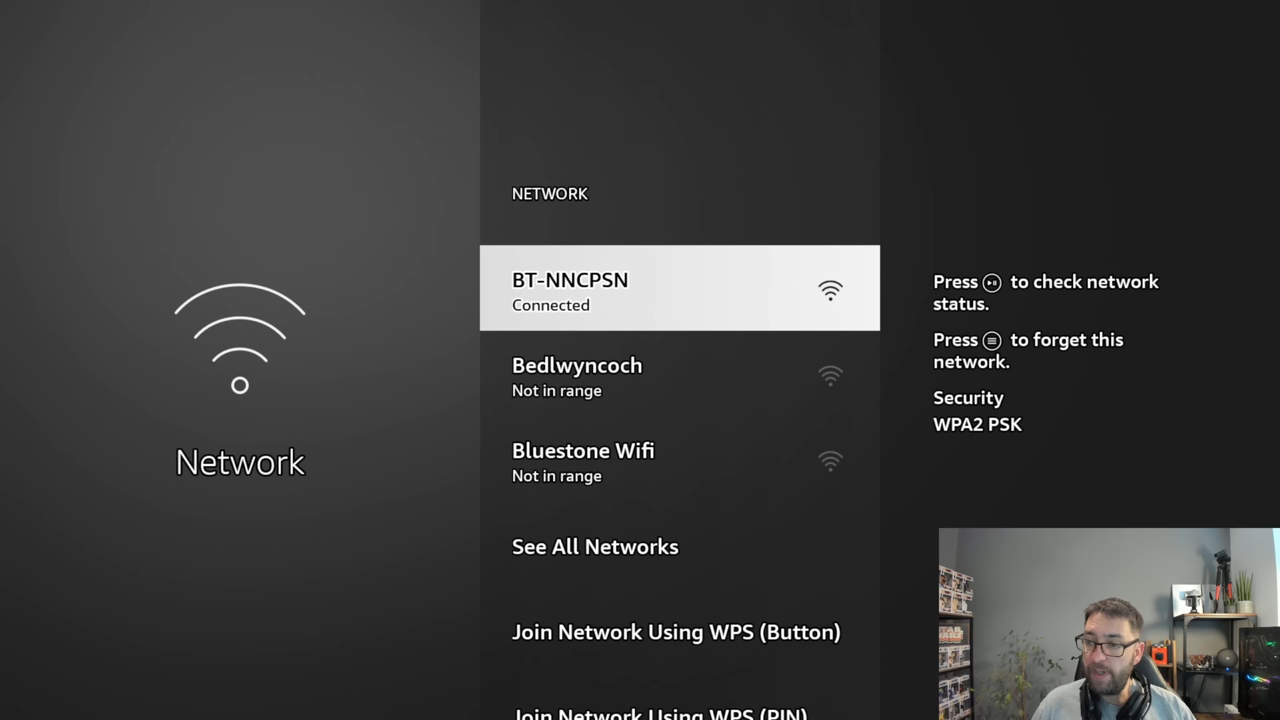 NETWORK
BT-NNCPSN
Connected
Bedlwyncoch
Not in range
Bluestone Wifi
Not in range
See All Networks
Join Network Using WPS (Button)
Join Network Using WPS (PIN)
Network
Press to check network
status.
Press to forget this
network.
Security
WPA2 PSK
STAR
WARS